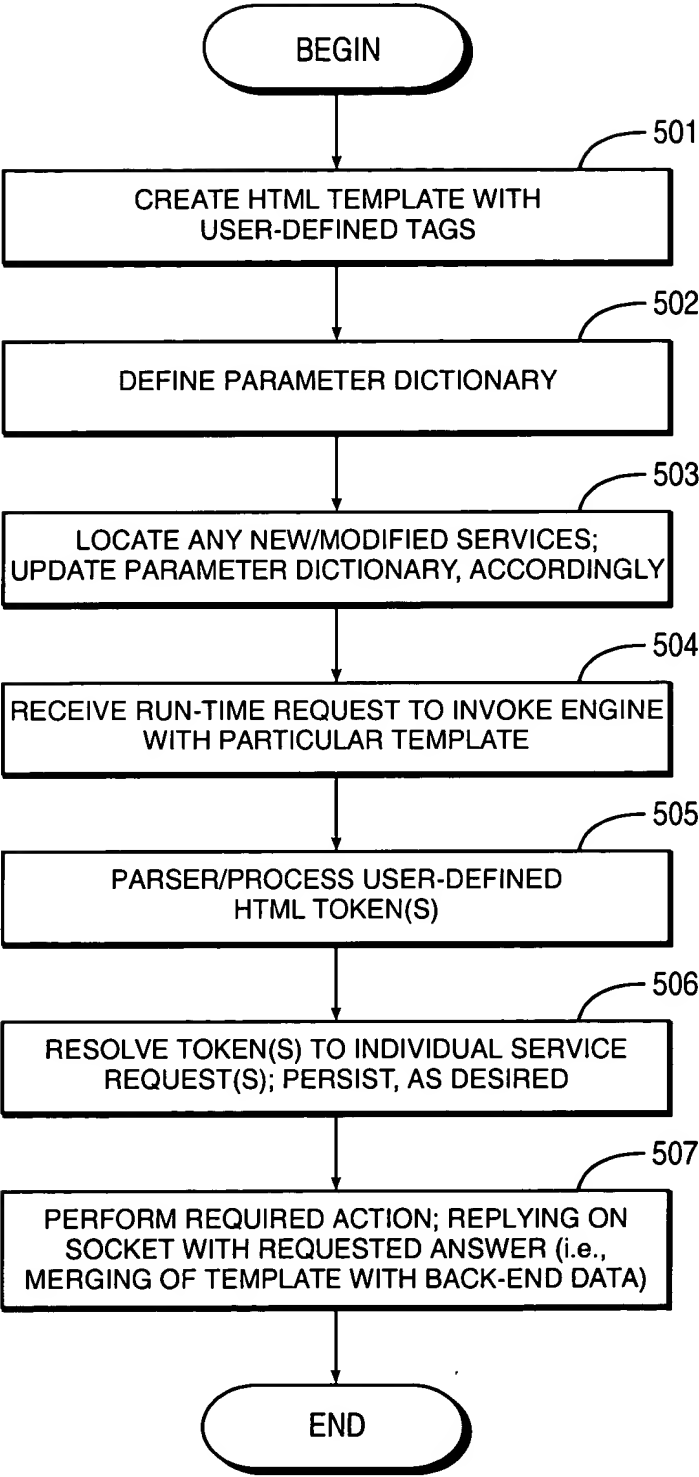 BEGIN
501
CREATE HTML TEMPLATE WITH
USER-DEFINED TAGS
502
DEFINE PARAMETER DICTIONARY
503
LOCATE ANY NEW/MODIFIED SERVICES;
UPDATE PARAMETER DICTIONARY, ACCORDINGLY
504
RECEIVE RUN-TIME REQUEST TO INVOKE ENGINE
WITH PARTICULAR TEMPLATE
505
PARSER/PROCESS USER-DEFINED
HTML TOKEN(S)
506
RESOLVE TOKEN(S) TO INDIVIDUAL SERVICE
REQUEST(S); PERSIST, AS DESIRED
507
PERFORM REQUIRED ACTION; REPLYING ON
SOCKET WITH REQUESTED ANSWER (i.e.,
MERGING OF TEMPLATE WITH BACK-END DATA)
END